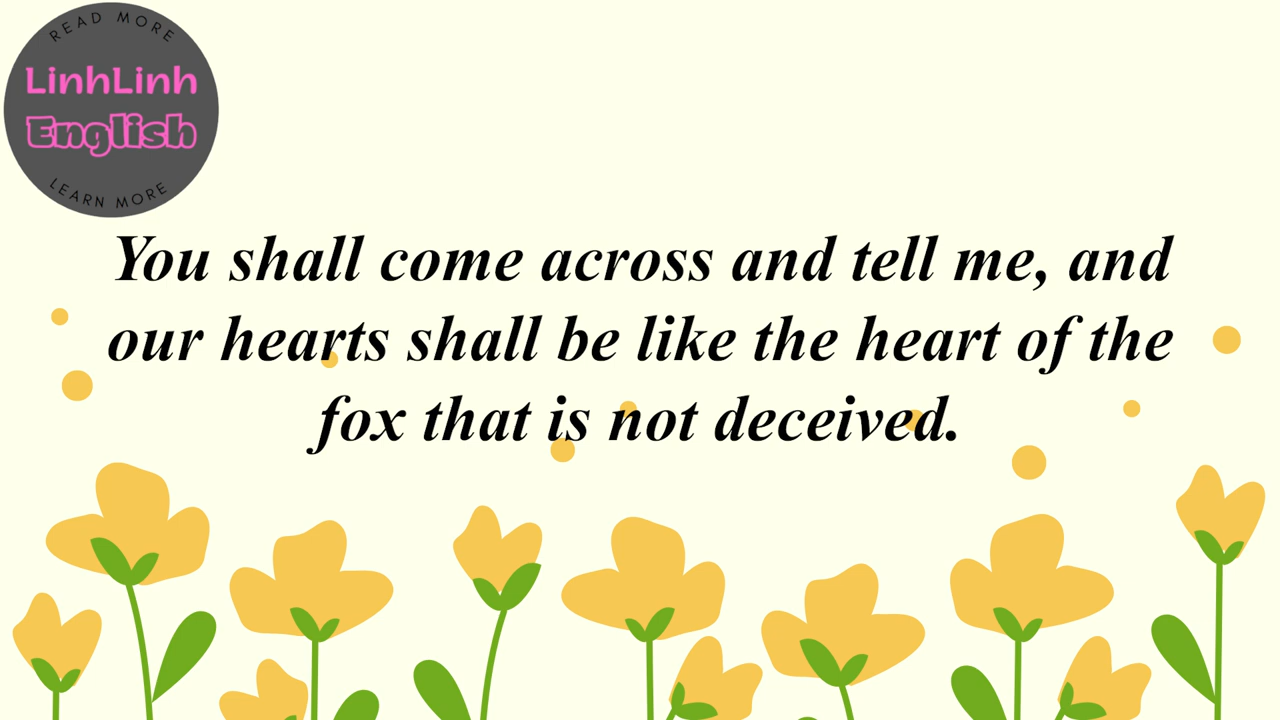 READ MORE
LinhLinh
English
LEARN MORE
You shall come across and tell me, and
our hearts shall be like the heart of the
fox that is not deceived.